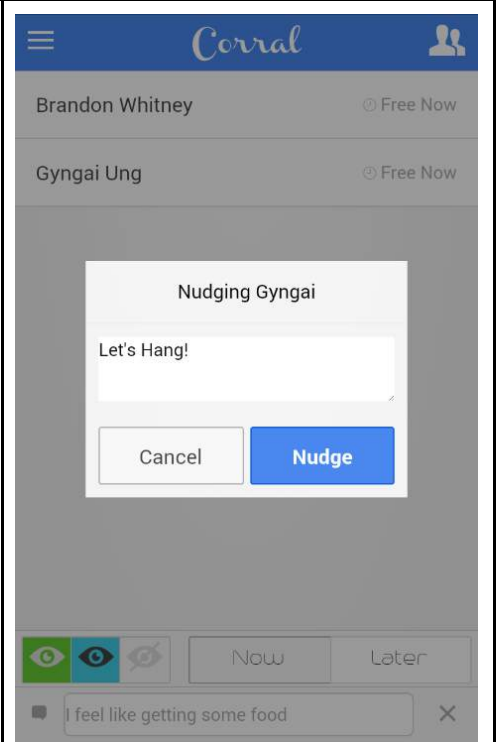 Corral
Brandon Whitney Free Now
Gyngai Ung Free Now
Nudging Gyngai
Let's Hang!
Cancel Nudge
Now Later
I feel like getting some food